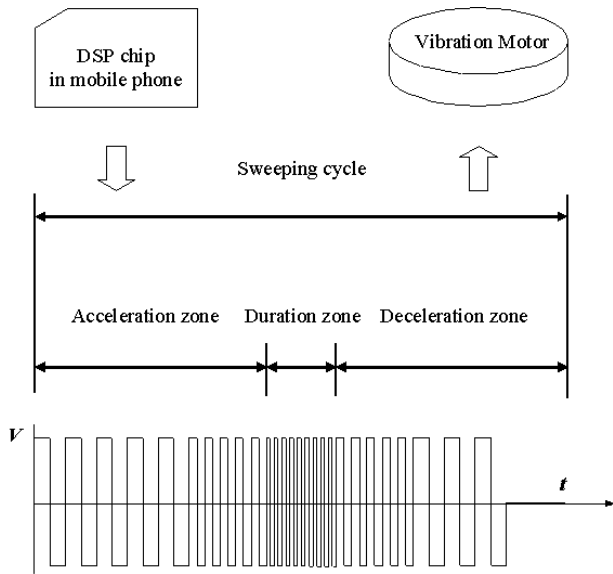 DSP chip
in mobile phone
Vibration Motor
Sweeping cycle
Acceleration zone
Duration zone
Deceleration zone
V
t